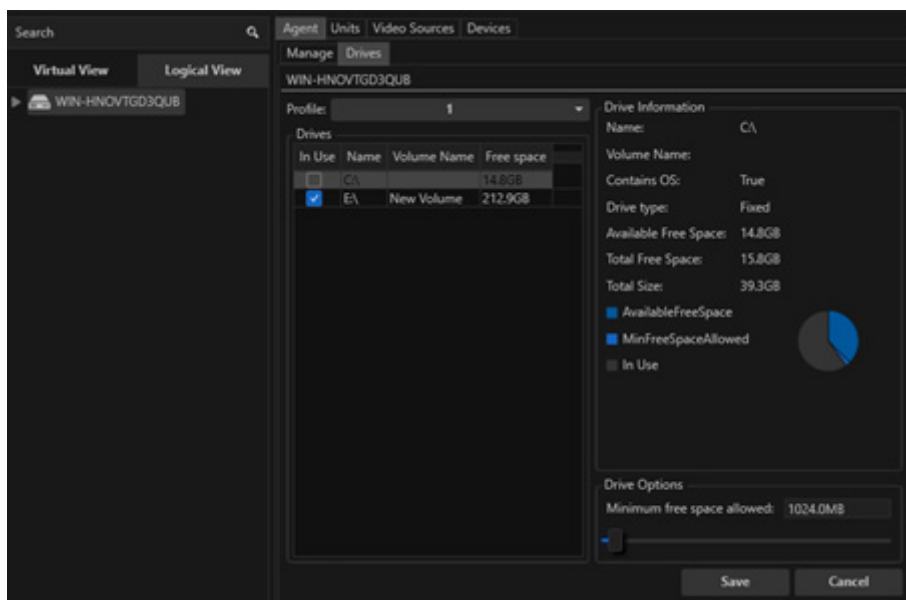 Search
Virtual View Logical View
WIN-HNOVTGD3QUB
Agent Units Video Sources Devices
Manage Drives
WIN-HNOVTGD3QUB
Profile: 1
Drives
In Use Name Volume Name Free space
C:\ 14.8GB
E:\ New Volume 212.9GB
Drive Information
Name: C:\
Volume Name:
Contains OS: True
Drive type: Fixed
Available Free Space: 14.8GB
Total Free Space: 15.8GB
Total Size: 39.3GB
AvailableFreeSpace
MinFreeSpaceAllowed
In Use
Drive Options
Minimum free space allowed: 1024.0MB
Save Cancel